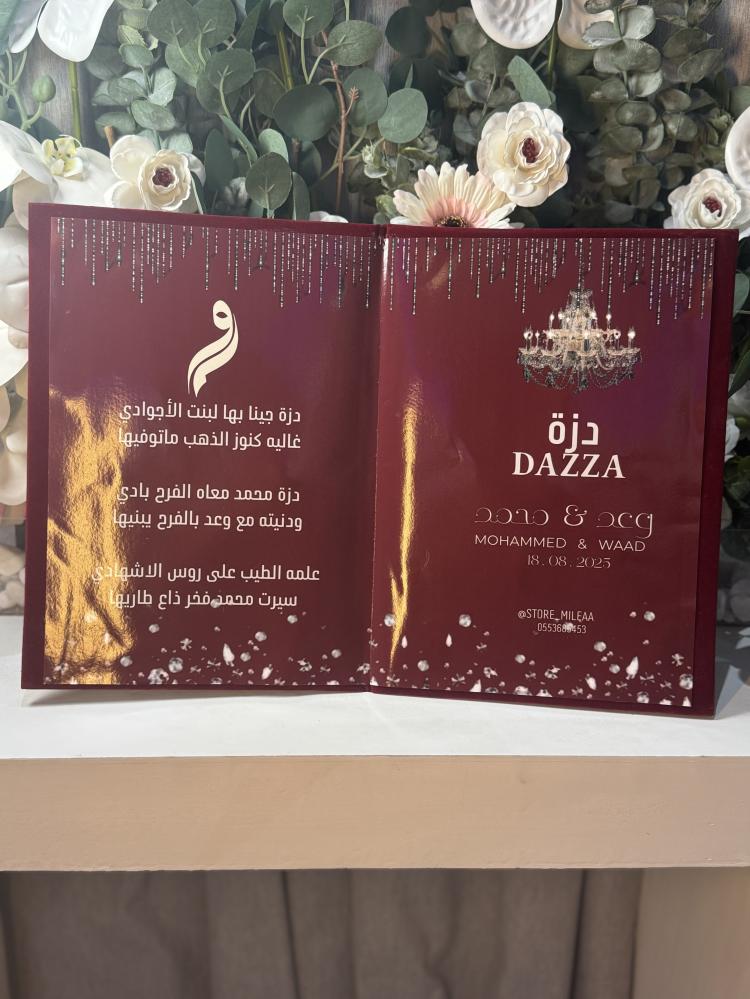 دزة جينا بها لبنت الأجوادي
غاليه كنوز الذهب ماتوفيها
دزة محمد معاه الفرح بادي
ودنيته مع وعد بالفرح يبنيها
علمه الطيب على روس الاشهادي
سيرت محمد فخر ذاع طاريها
دزة
DAZZA
وعد & محمد
MOHAMMED & WAAD
18.08.2025
@STORE_MILEAA